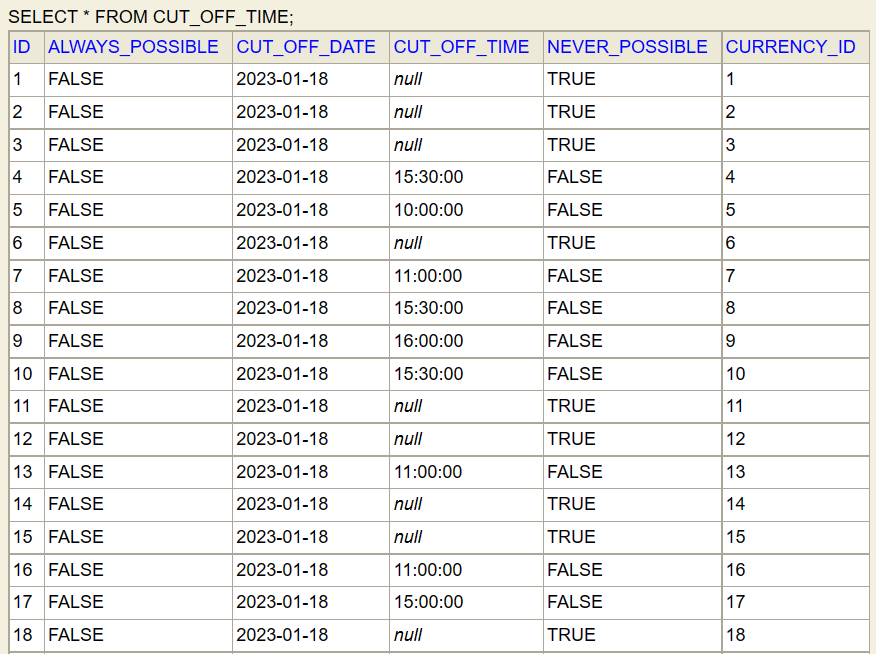 SELECT * FROM CUT_OFF_TIME;
ID ALWAYS_POSSIBLE CUT_OFF_DATE CUT_OFF_TIME NEVER_POSSIBLE CURRENCY_ID
1 FALSE 2023-01-18 null TRUE 1
2 FALSE 2023-01-18 null TRUE 2
3 FALSE 2023-01-18 null TRUE 3
4 FALSE 2023-01-18 15:30:00 FALSE 4
5 FALSE 2023-01-18 10:00:00 FALSE 5
6 FALSE 2023-01-18 null TRUE 6
7 FALSE 2023-01-18 11:00:00 FALSE 7
8 FALSE 2023-01-18 15:30:00 FALSE 8
9 FALSE 2023-01-18 16:00:00 FALSE 9
10 FALSE 2023-01-18 15:30:00 FALSE 10
11 FALSE 2023-01-18 null TRUE 11
12 FALSE 2023-01-18 null TRUE 12
13 FALSE 2023-01-18 11:00:00 FALSE 13
14 FALSE 2023-01-18 null TRUE 14
15 FALSE 2023-01-18 null TRUE 15
16 FALSE 2023-01-18 11:00:00 FALSE 16
17 FALSE 2023-01-18 15:00:00 FALSE 17
18 FALSE 2023-01-18 null TRUE 18